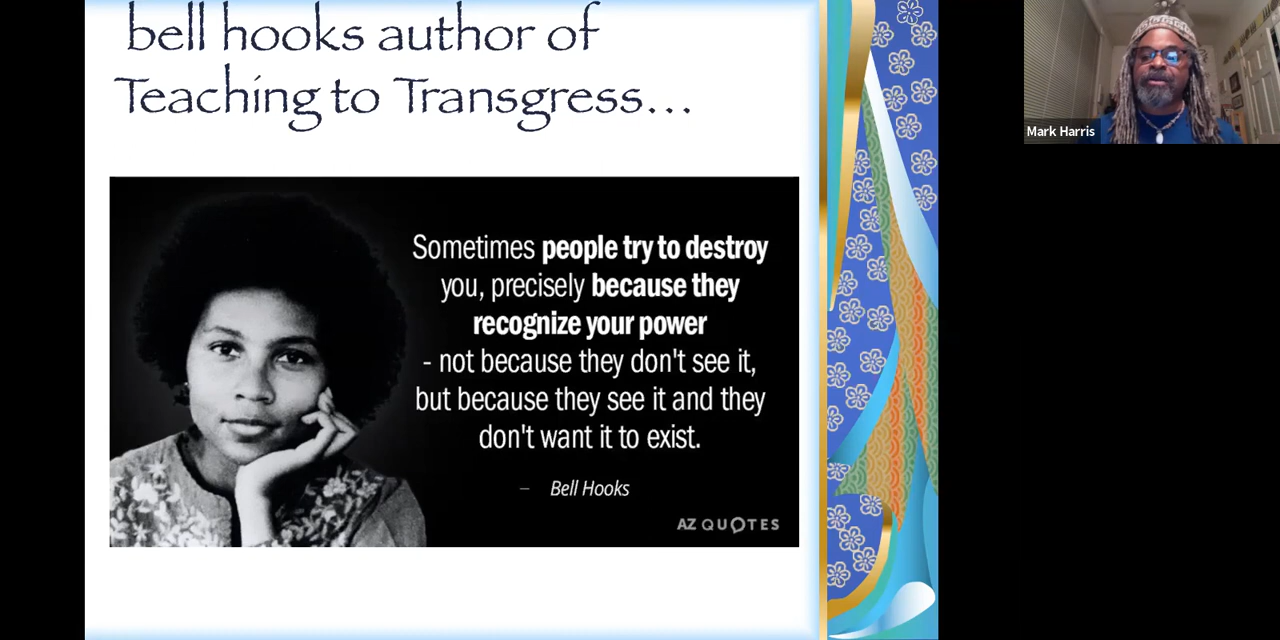 bell hooks author of
Teaching to Transgress...
Mark Harris
Sometimes people try to destroy
you, precisely because they
recognize your power
- not because they don't see it,
but because they see it and they
don't want it to exist.
– Bell Hooks
AZ QUOTES